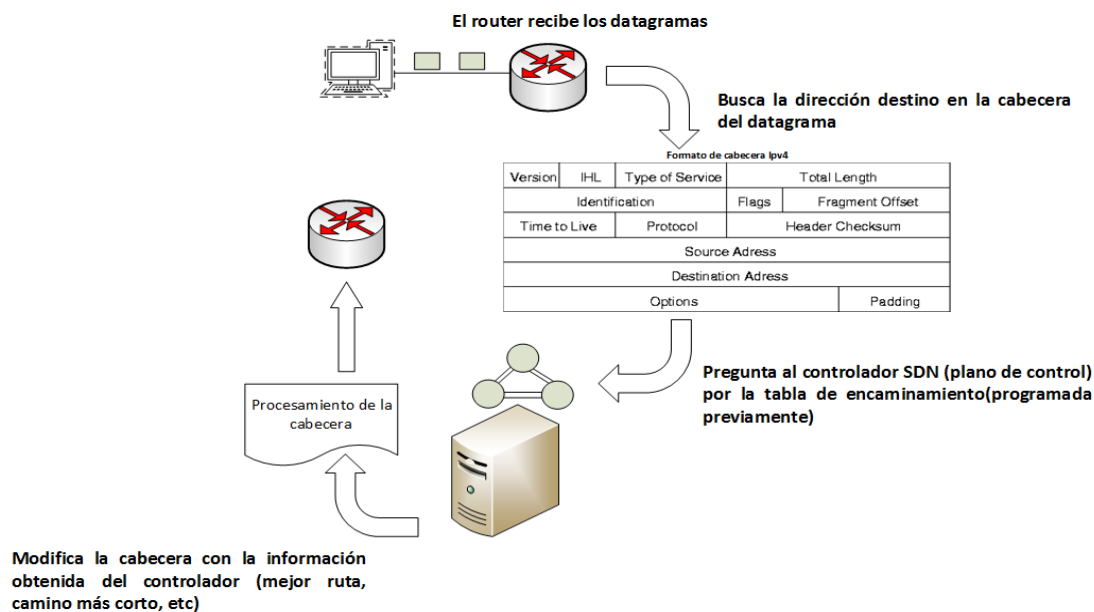 El router recibe los datagramas
Busca la dirección destino en la cabecera
del datagrama
Formato de cabecera Ipv4
Version IHL Type of Service Total Length
Identification Flags Fragment Offset
Time to Live Protocol Header Checksum
Source Adress
Destination Adress
Options Padding
Pregunta al controlador SDN (plano de control)
por la tabla de encaminamiento(programada
previamente)
Procesamiento de la
cabecera
Modifica la cabecera con la información
obtenida del controlador (mejor ruta,
camino más corto, etc)